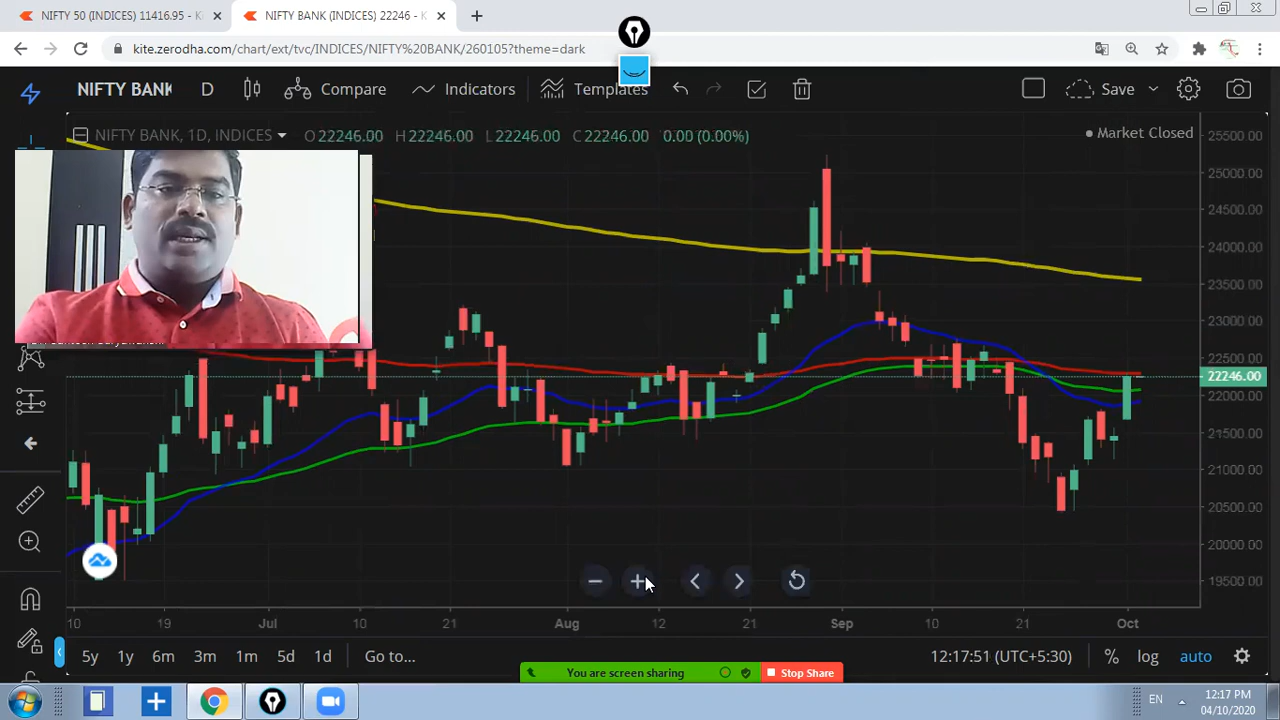 NIFTY 50 (INDICES) 11416.95 - K
NIFTY BANK (INDICES) 22246 - K
kite.zerodha.com/chart/ext/tvc/INDICES/NIFTY%20BANK/260105?theme=dark
NIFTY BANK D Compare Indicators Templates Save
NIFTY BANK, 1D, INDICES O22246.00 H22246.00 L22246.00 C22246.00 0.00 (0.00%)
Market Closed
25500.00
25000.00
24500.00
24000.00
23500.00
23000.00
22500.00
22246.00
22000.00
21500.00
21000.00
20500.00
20000.00
19500.00
10 19 Jul 10 21 Aug 12 21 Sep 10 21 Oct
5y 1y 6m 3m 1m 5d 1d Go to... 12:17:51 (UTC+5:30) % log auto
You are screen sharing Stop Share
EN 12:17 PM
04/10/2020